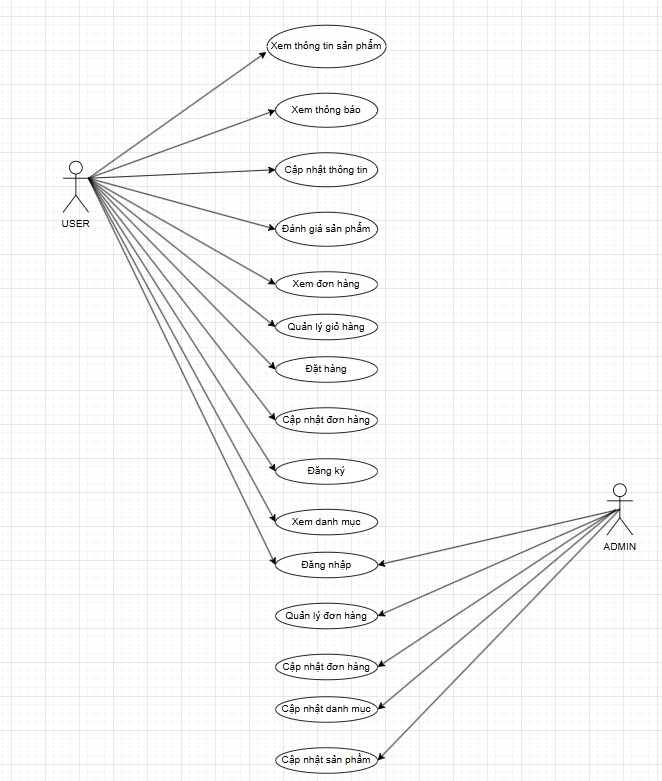 Xem thông tin sản phẩm
Xem thông báo
Cập nhật thông tin
USER
Đánh giá sản phẩm
Xem đơn hàng
Quản lý giỏ hàng
Đặt hàng
Cập nhật đơn hàng
Đăng ký
Xem danh mục
ADMIN
Đăng nhập
Quản lý đơn hàng
Cập nhật đơn hàng
Cập nhật danh mục
Cập nhật sản phẩm